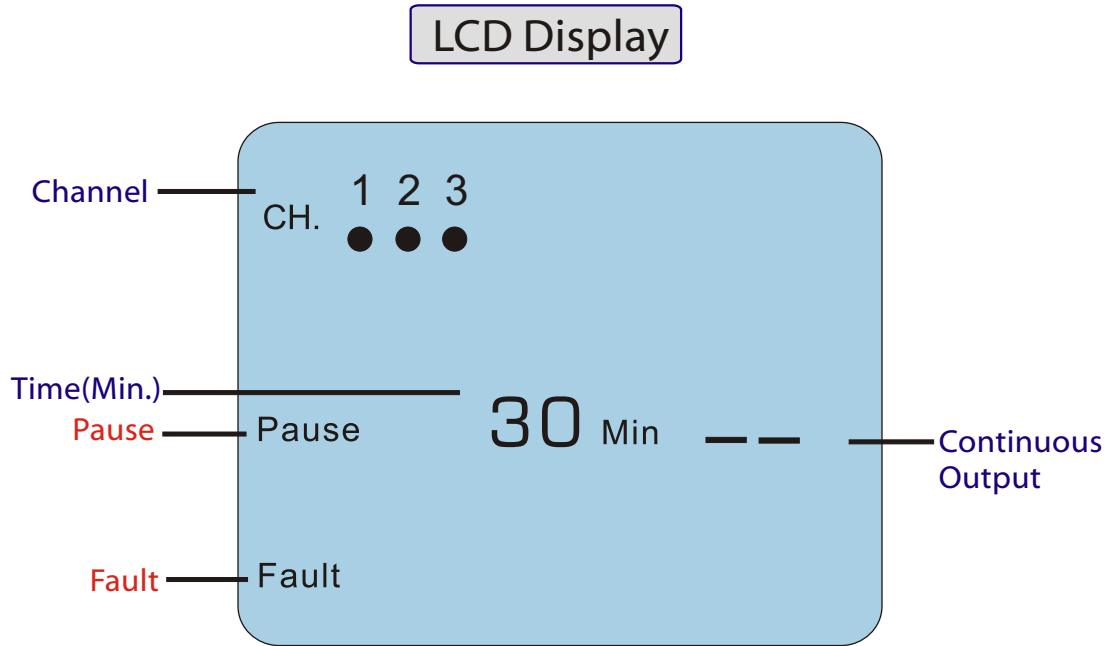 LCD Display
Channel
CH.
1 2 3
Time(Min.)
Pause
Pause
30 Min
Continuous
Output
Fault
Fault